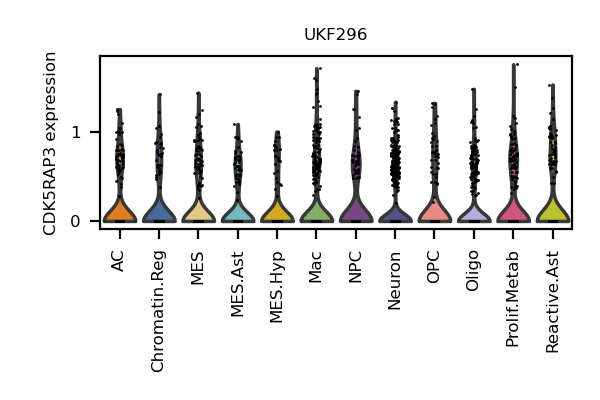 UKF296
CDK5RAP3 expression
1
0
AC
Chromatin.Reg
MES
MES.Ast
MES.Hyp
Mac
NPC
Neuron
OPC
Oligo
Prolif.Metab
Reactive.Ast